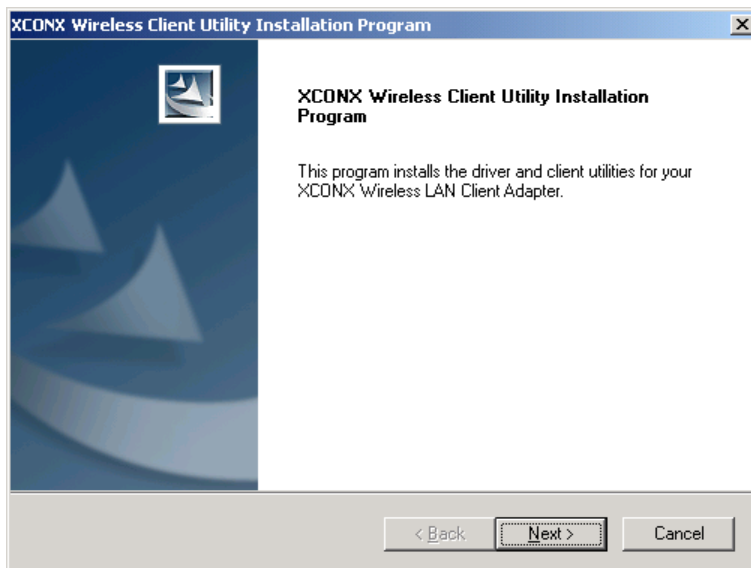 XCONX Wireless Client Utility Installation Program
XCONX Wireless Client Utility Installation
Program
This program installs the driver and client utilities for your
XCONX Wireless LAN Client Adapter.
< Back
Next >
Cancel